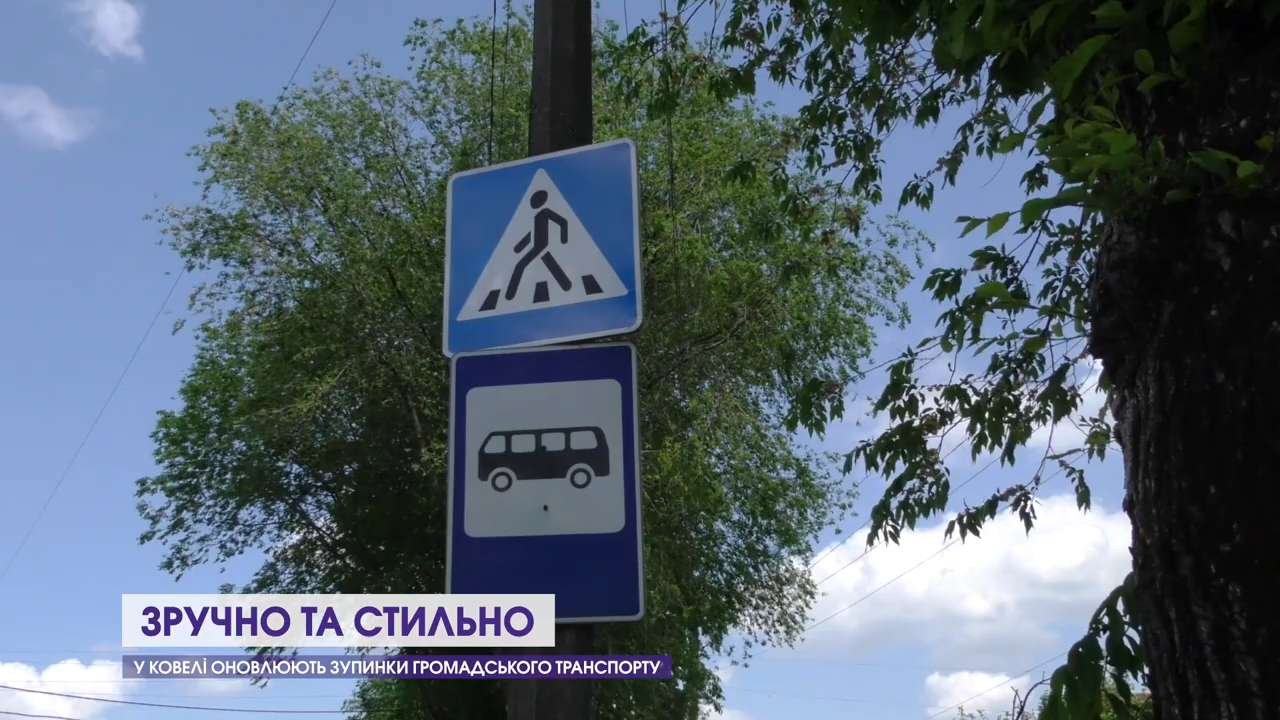 ЗРУЧНО ТА СТИЛЬНО
У КОВЕЛІ ОНОВЛЮЮТЬ ЗУПИНКИ ГРОМАДСЬКОГО ТРАНСПОРТУ